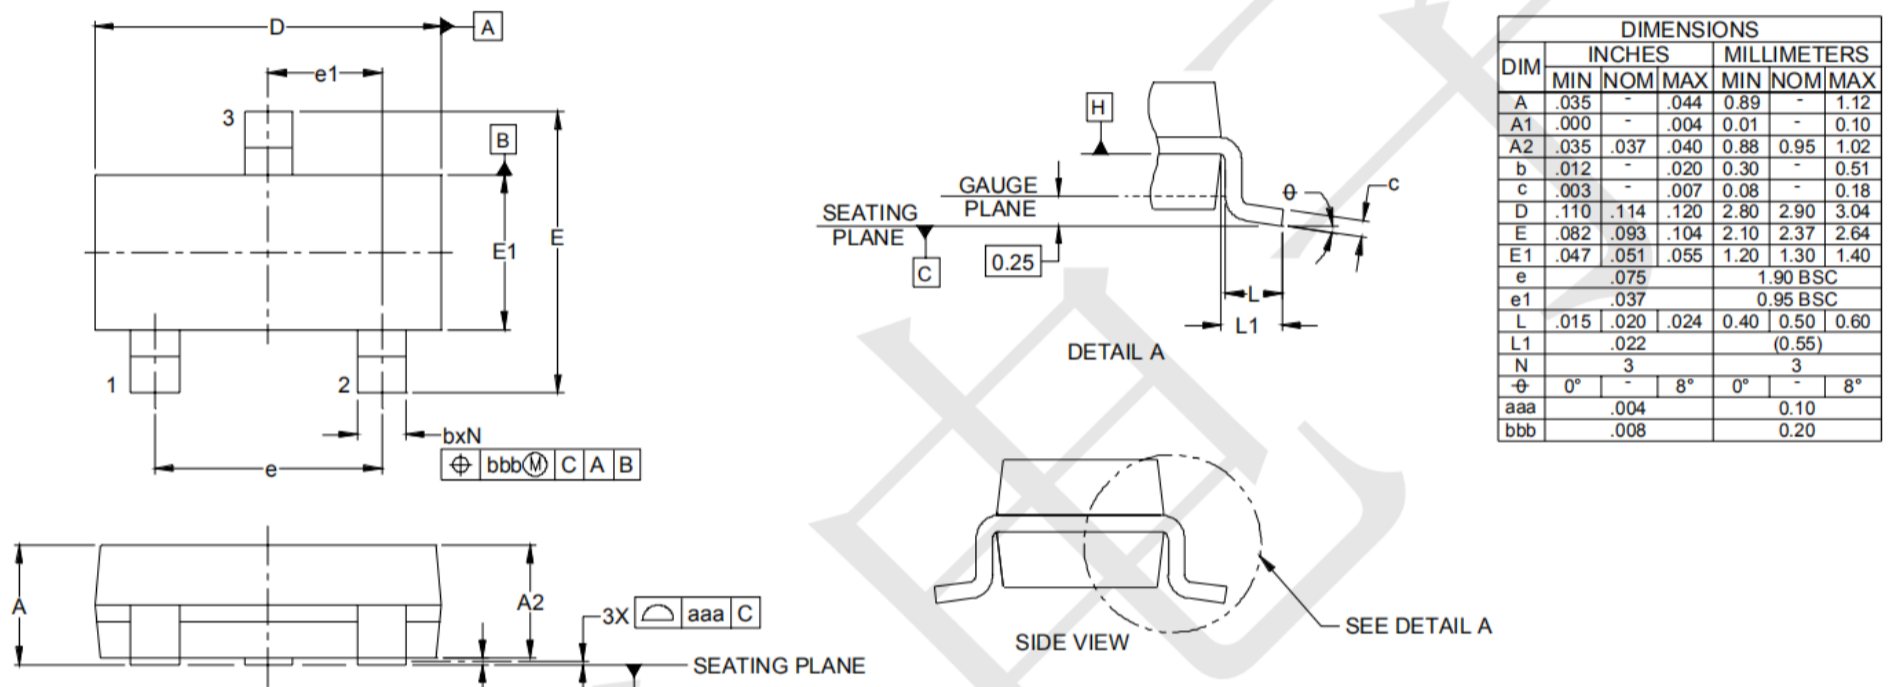 D
A
e1
3
B
E1
E
1
2
bxN
bbbⓂ C A B
e
A
A2
3X aaa C
SEATING PLANE
H
GAUGE
PLANE
SEATING
PLANE
C
0.25
θ
c
L
L1
DETAIL A
SIDE VIEW
SEE DETAIL A
DIMENSIONS
DIM INCHES MILLIMETERS
MIN NOM MAX MIN NOM MAX
A .035 - .044 0.89 - 1.12
A1 .000 - .004 0.01 - 0.10
A2 .035 .037 .040 0.88 0.95 1.02
b .012 - .020 0.30 - 0.51
c .003 - .007 0.08 - 0.18
D .110 .114 .120 2.80 2.90 3.04
E .082 .093 .104 2.10 2.37 2.64
E1 .047 .051 .055 1.20 1.30 1.40
e .075 1.90 BSC
e1 .037 0.95 BSC
L .015 .020 .024 0.40 0.50 0.60
L1 .022 (0.55)
N 3 3
θ 0° - 8° 0° - 8°
aaa .004 0.10
bbb .008 0.20